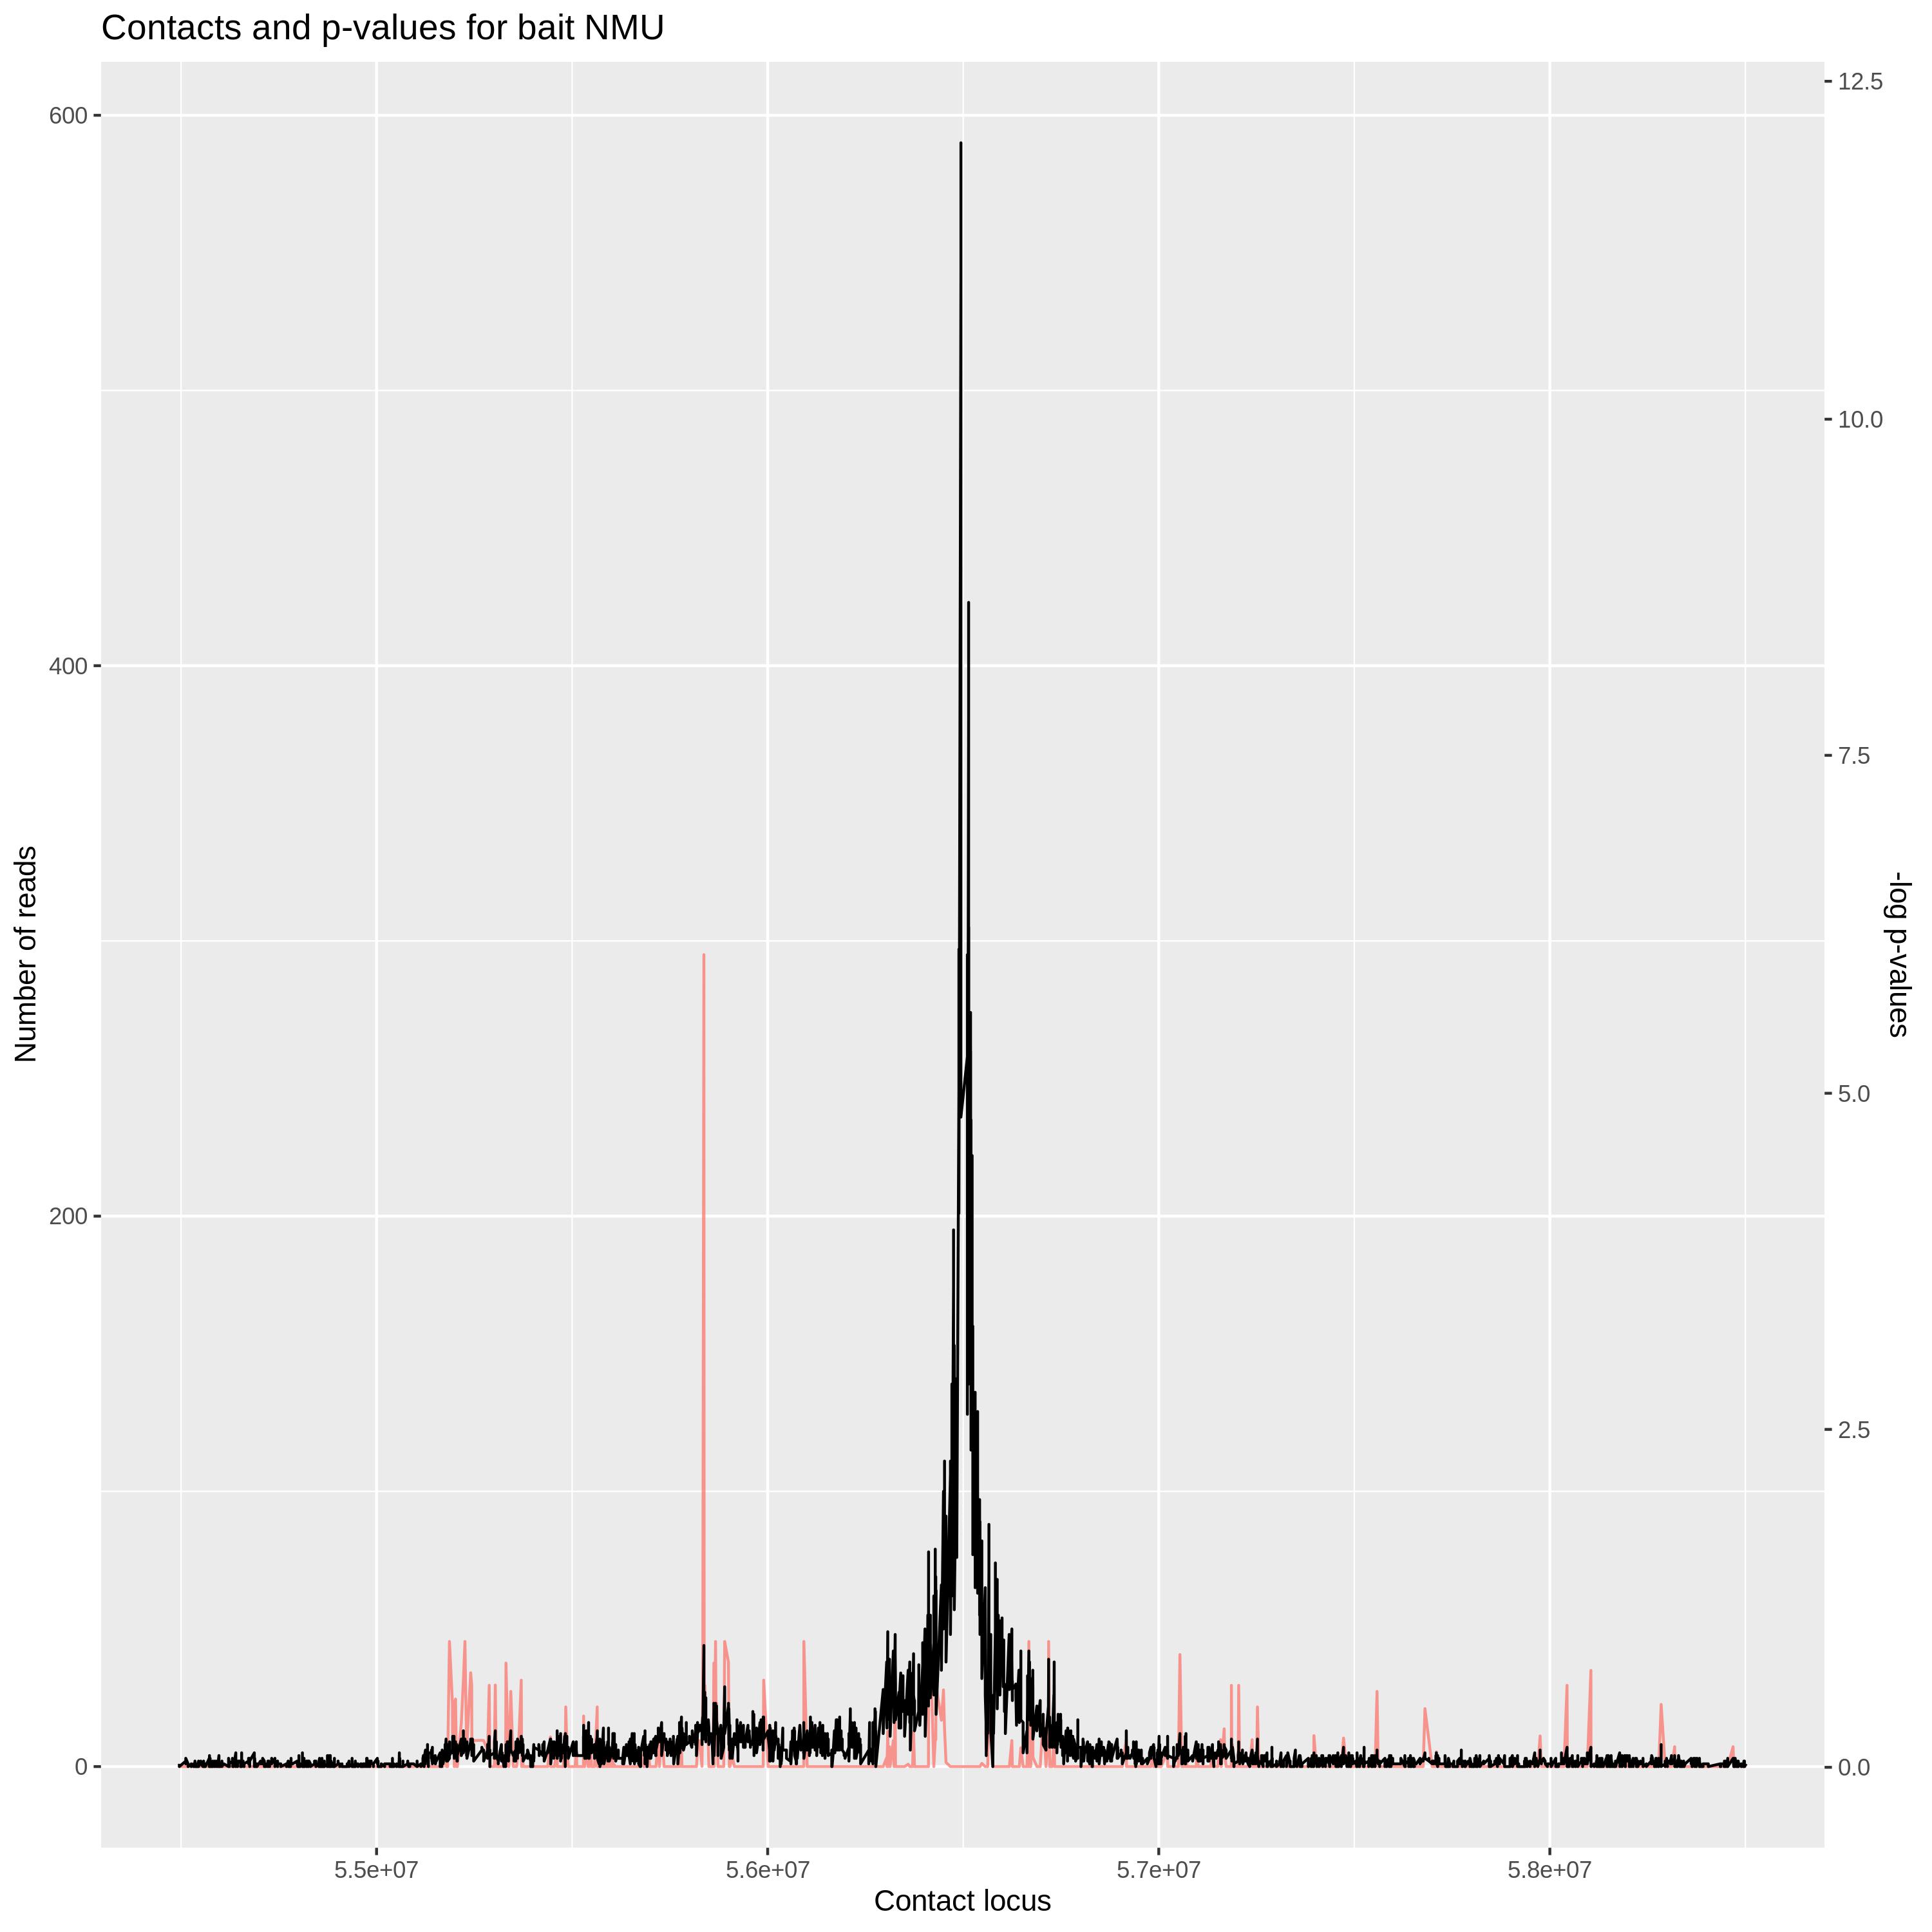 Contacts and p-values for bait NMU
600
400
200
0
Number of reads
12.5
10.0
7.5
5.0
2.5
0.0
-log p-values
5.5e+07
5.6e+07
5.7e+07
5.8e+07
Contact locus